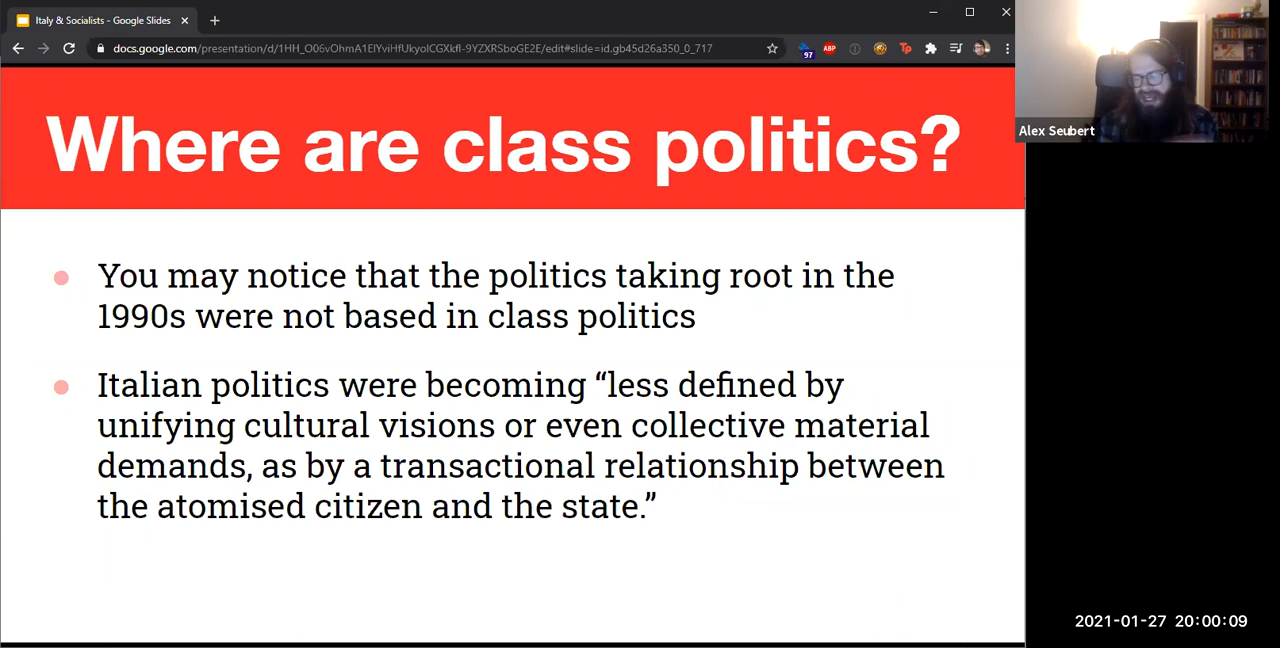 Italy & Socialists - Google Slides
docs.google.com/presentation/d/1HH_O06vOhmA1EIYviHfUkyolCGXkfl-9YZXRSboGE2E/edit#slide=id.gb45d26a350_0_717
97
ABP
Tp
Alex Seubert
Where are class politics?
You may notice that the politics taking root in the
1990s were not based in class politics
Italian politics were becoming “less defined by
unifying cultural visions or even collective material
demands, as by a transactional relationship between
the atomised citizen and the state.”
2021-01-27 20:00:09